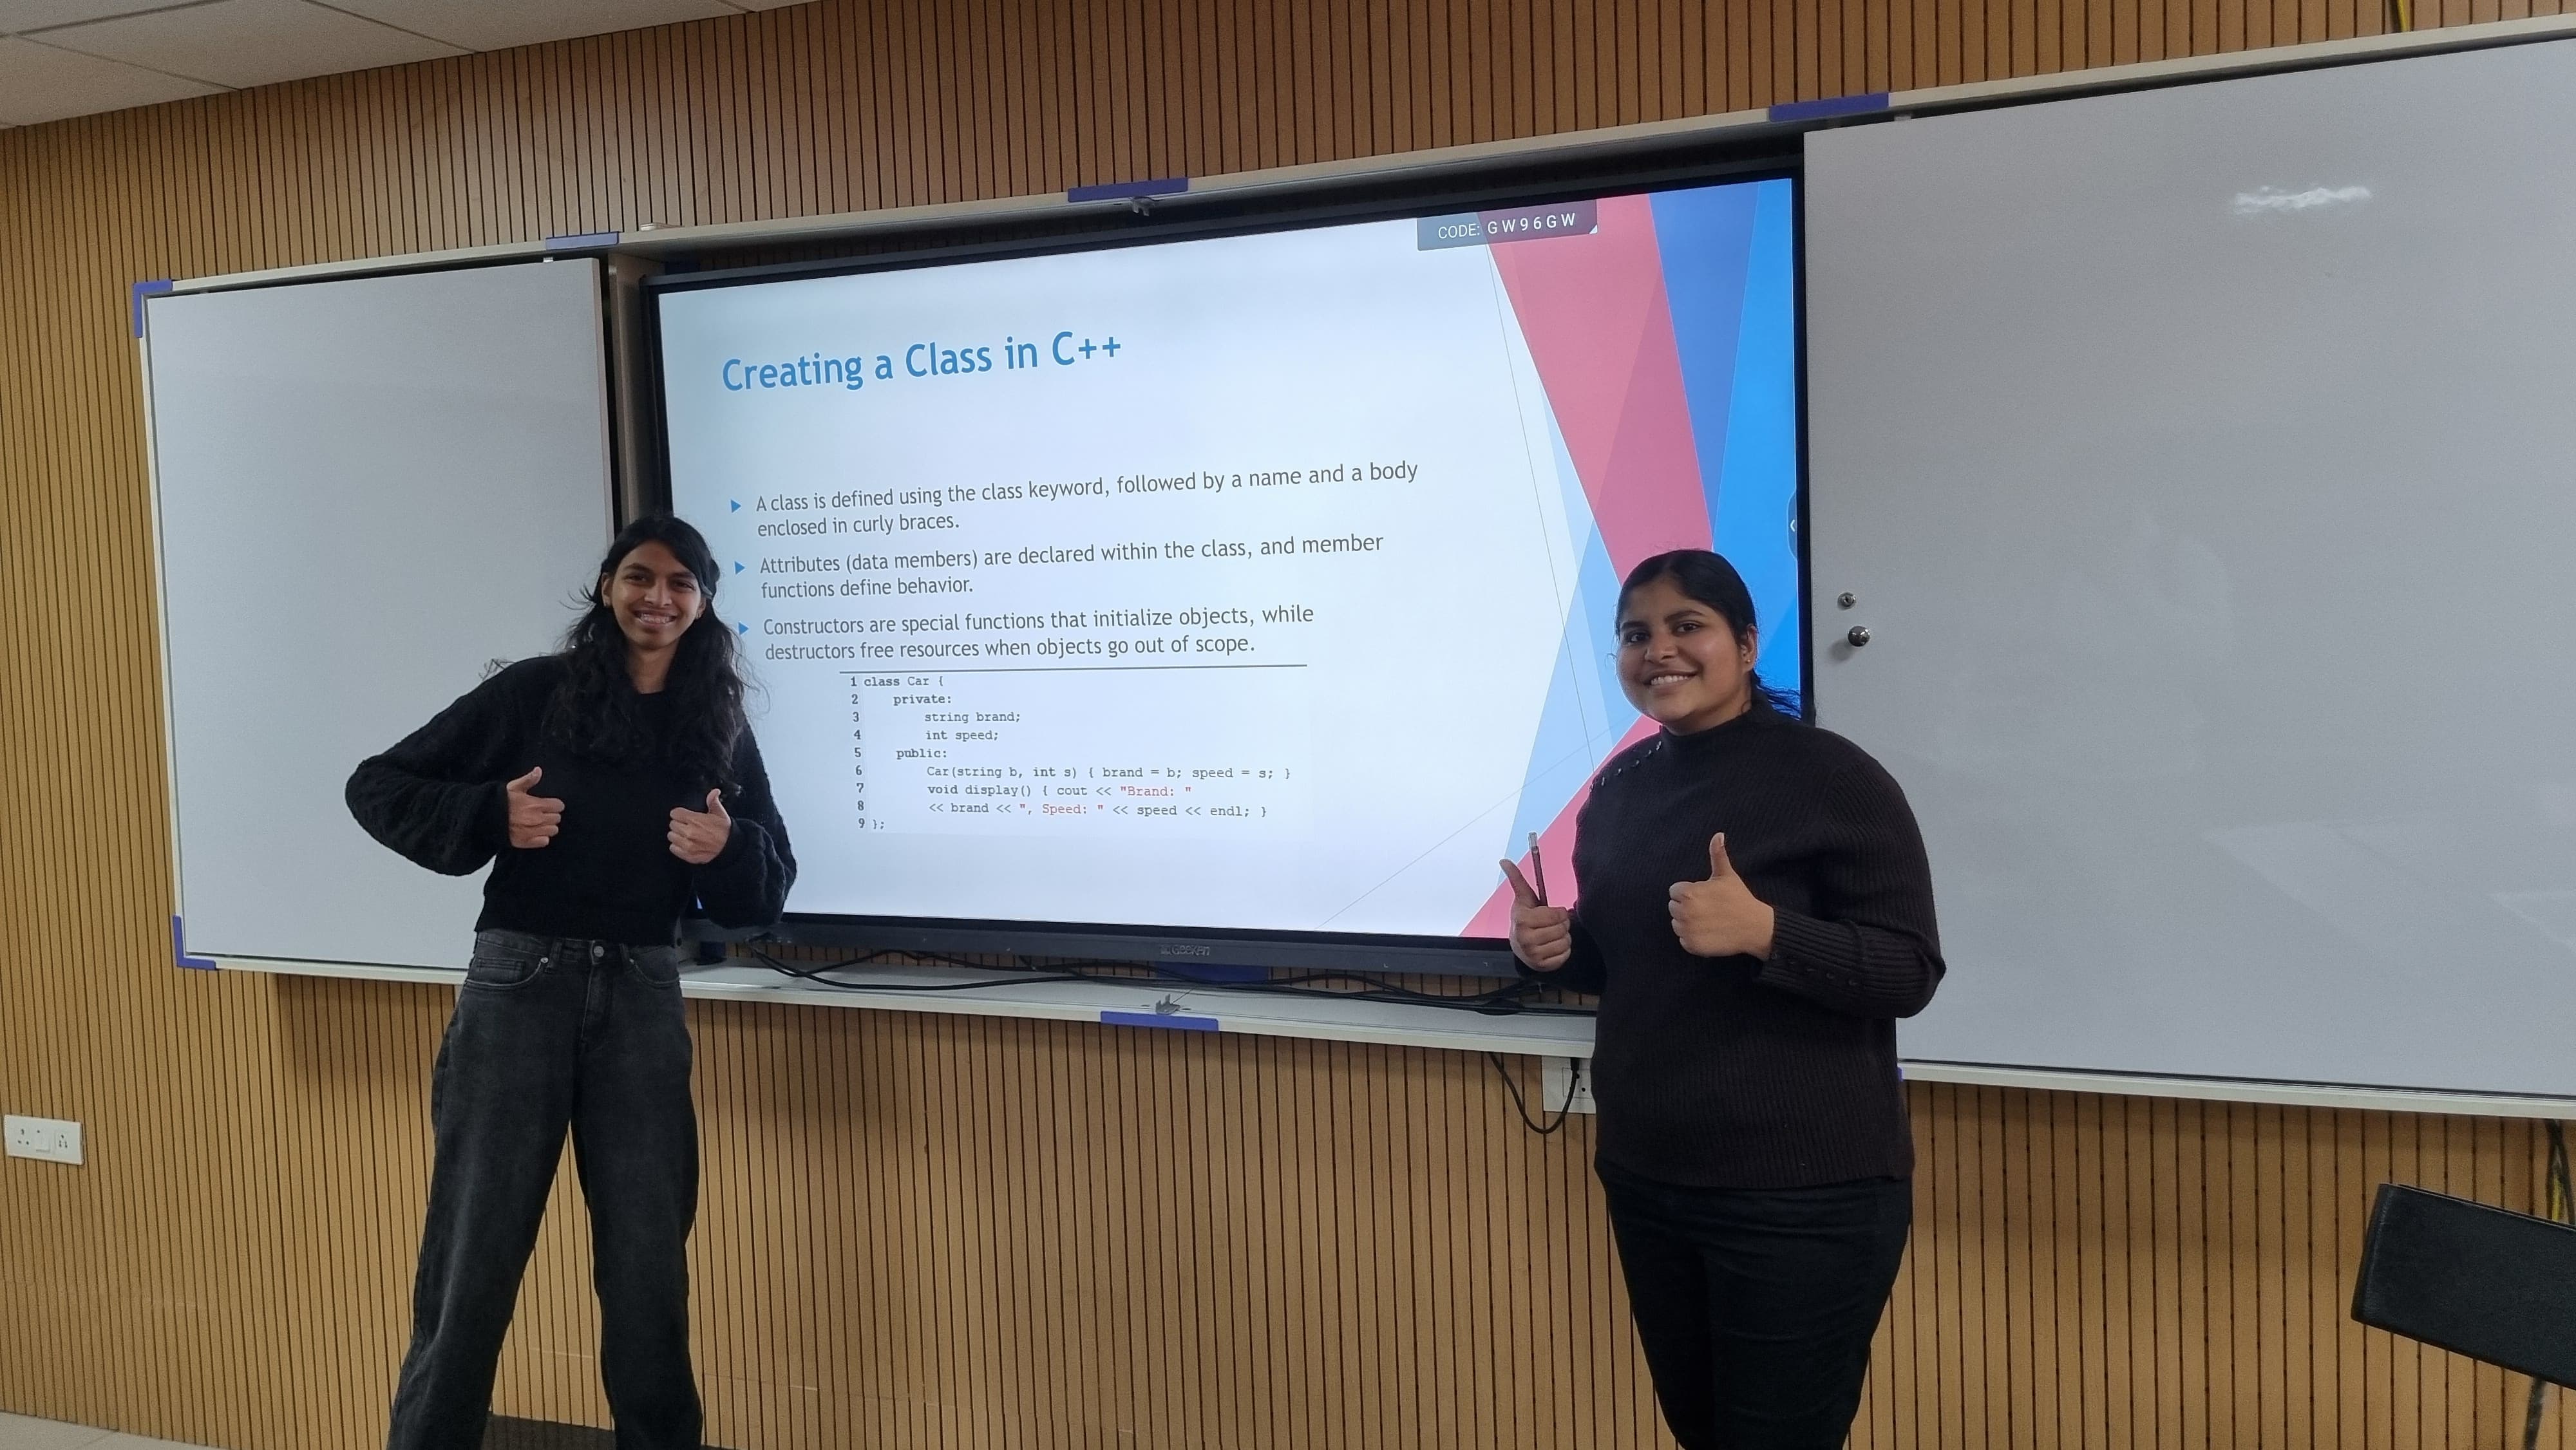 CODE: GW96GW
Creating a Class in C++
A class is defined using the class keyword, followed by a name and a body
enclosed in curly braces.
Attributes (data members) are declared within the class, and member
functions define behavior.
Constructors are special functions that initialize objects, while
destructors free resources when objects go out of scope.
1 class Car {
2 private:
3 string brand;
4 int speed;
5 public:
6 Car(string b, int s) { brand = b; speed = s; }
7 void display() { cout << "Brand: "
8 << brand << ", Speed: " << speed << endl; }
9 };